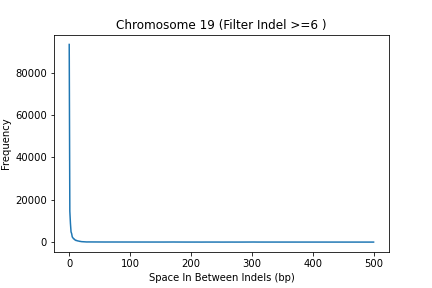 Chromosome 19 (Filter Indel >=6 )
80000
60000
40000
20000
0
Frequency
0 100 200 300 400 500
Space In Between Indels (bp)